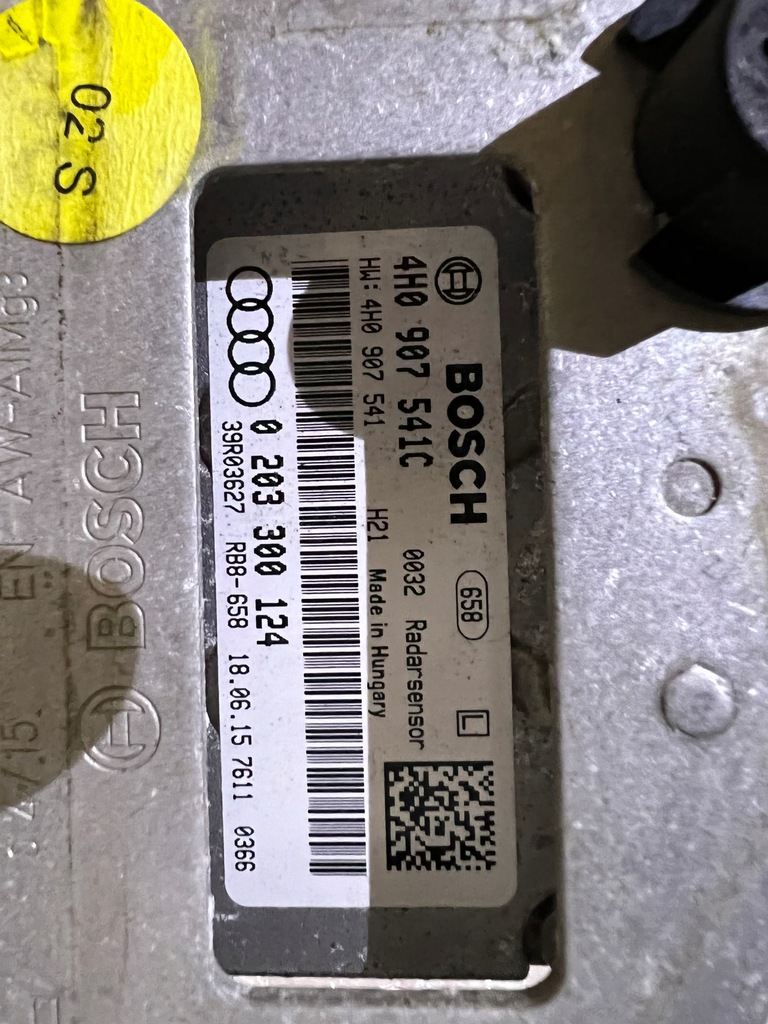 02 S
BOSCH
658
L
4H0 907 541C
0032 Radarsensor
HW: 4H0 907 541
H21 Made in Hungary
0 203 300 124
39R03627 RB8-658 18.06.15 7611 0366
BOSCH
EN AW-AlMg3